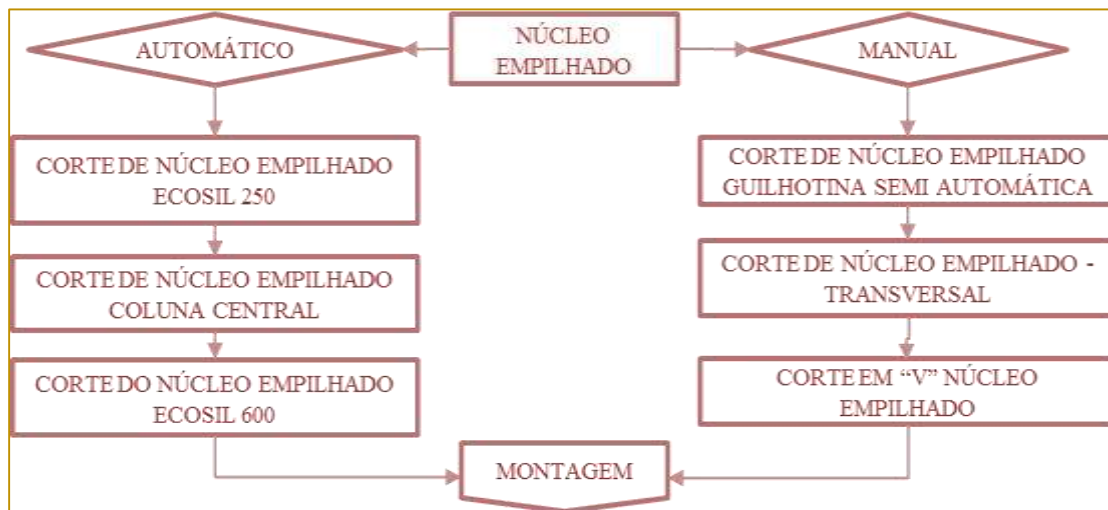 AUTOMÁTICO
NÚCLEO
EMPILHADO
MANUAL
CORTE DE NÚCLEO EMPILHADO
ECOSIL 250
CORTE DE NÚCLEO EMPILHADO
COLUNA CENTRAL
CORTE DO NÚCLEO EMPILHADO
ECOSIL 600
CORTE DE NÚCLEO EMPILHADO
GUILHOTINA SEMI AUTOMÁTICA
CORTE DE NÚCLEO EMPILHADO -
TRANSVERSAL
CORTE EM “V” NÚCLEO
EMPILHADO
MONTAGEM